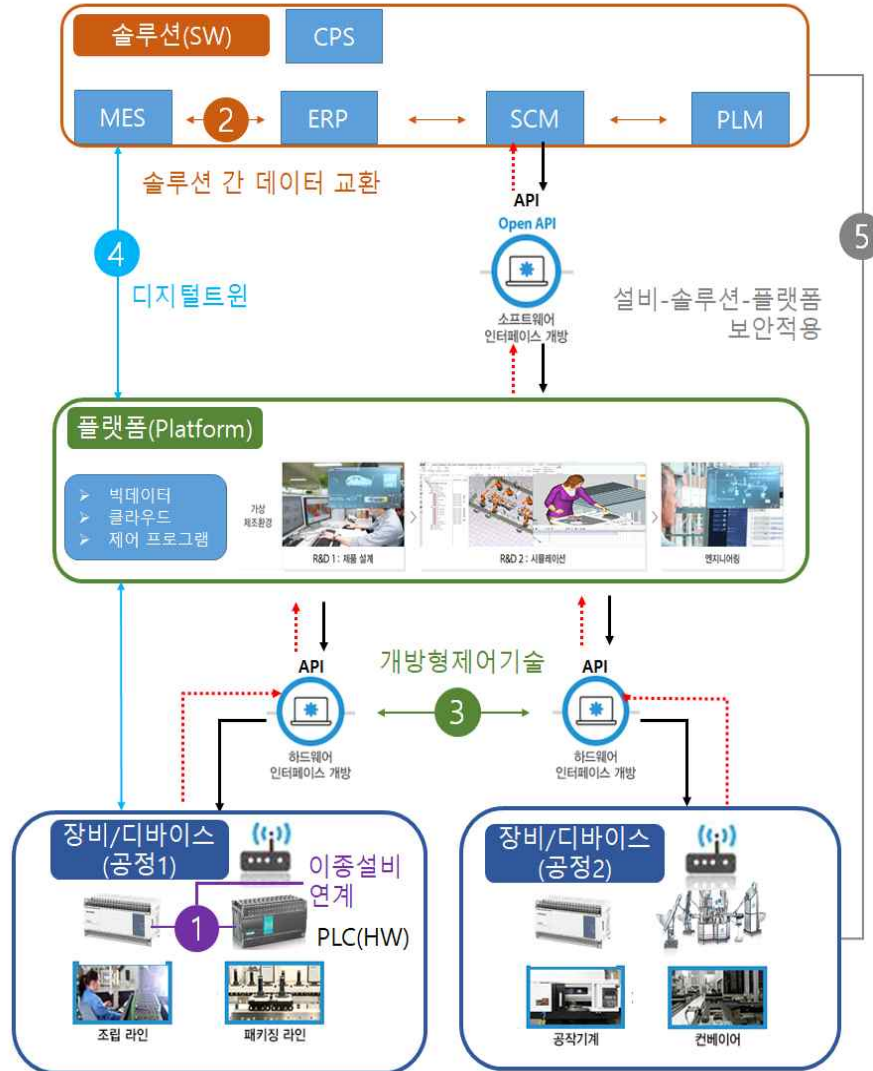 솔루션(SW)
CPS
MES
2
ERP
SCM
PLM
솔루션 간 데이터 교환
API
Open API
4
디지털트윈
소프트웨어
인터페이스 개발
5
설비-솔루션-플랫폼
보안적용
플랫폼(Platform)
➢ 빅데이터
➢ 클라우드
➢ 제어 프로그램
가상
제조환경
R&D 1 : 제품 설계
R&D 2 : 시뮬레이션
엔지니어링
개방형제어기술
API
3
API
하드웨어
인터페이스 개발
하드웨어
인터페이스 개발
장비/디바이스
(공정1)
이종설비
연계
1
PLC(HW)
조립 라인
패키징 라인
장비/디바이스
(공정2)
공작기계
컨베이어